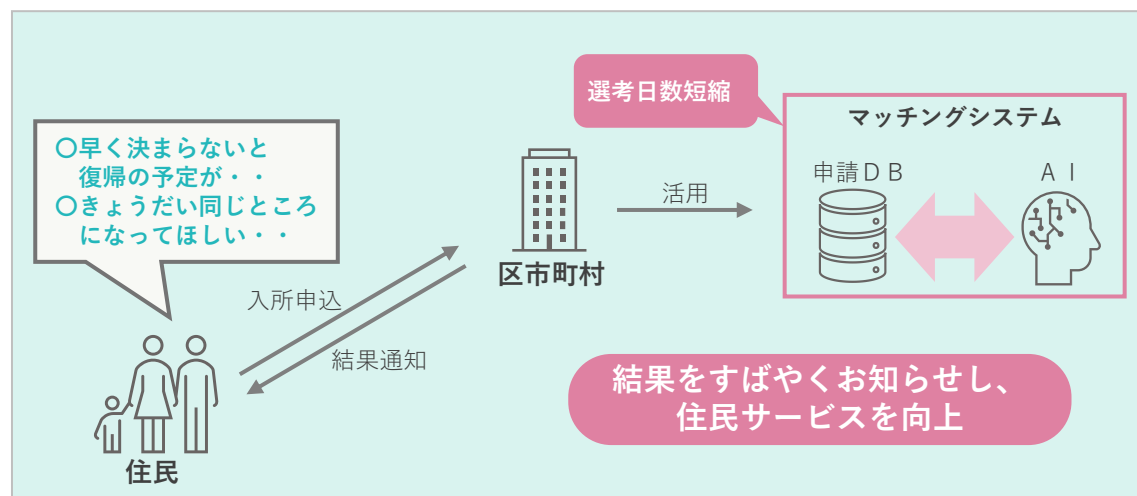 選考日数短縮
マッチングシステム
申請ＤＢ
ＡＩ
〇早く決まらないと
復帰の予定が・・
〇きょうだい同じところ
になってほしい・・
活用
区市町村
入所申込
結果通知
住民
結果をすばやくお知らせし、
住民サービスを向上